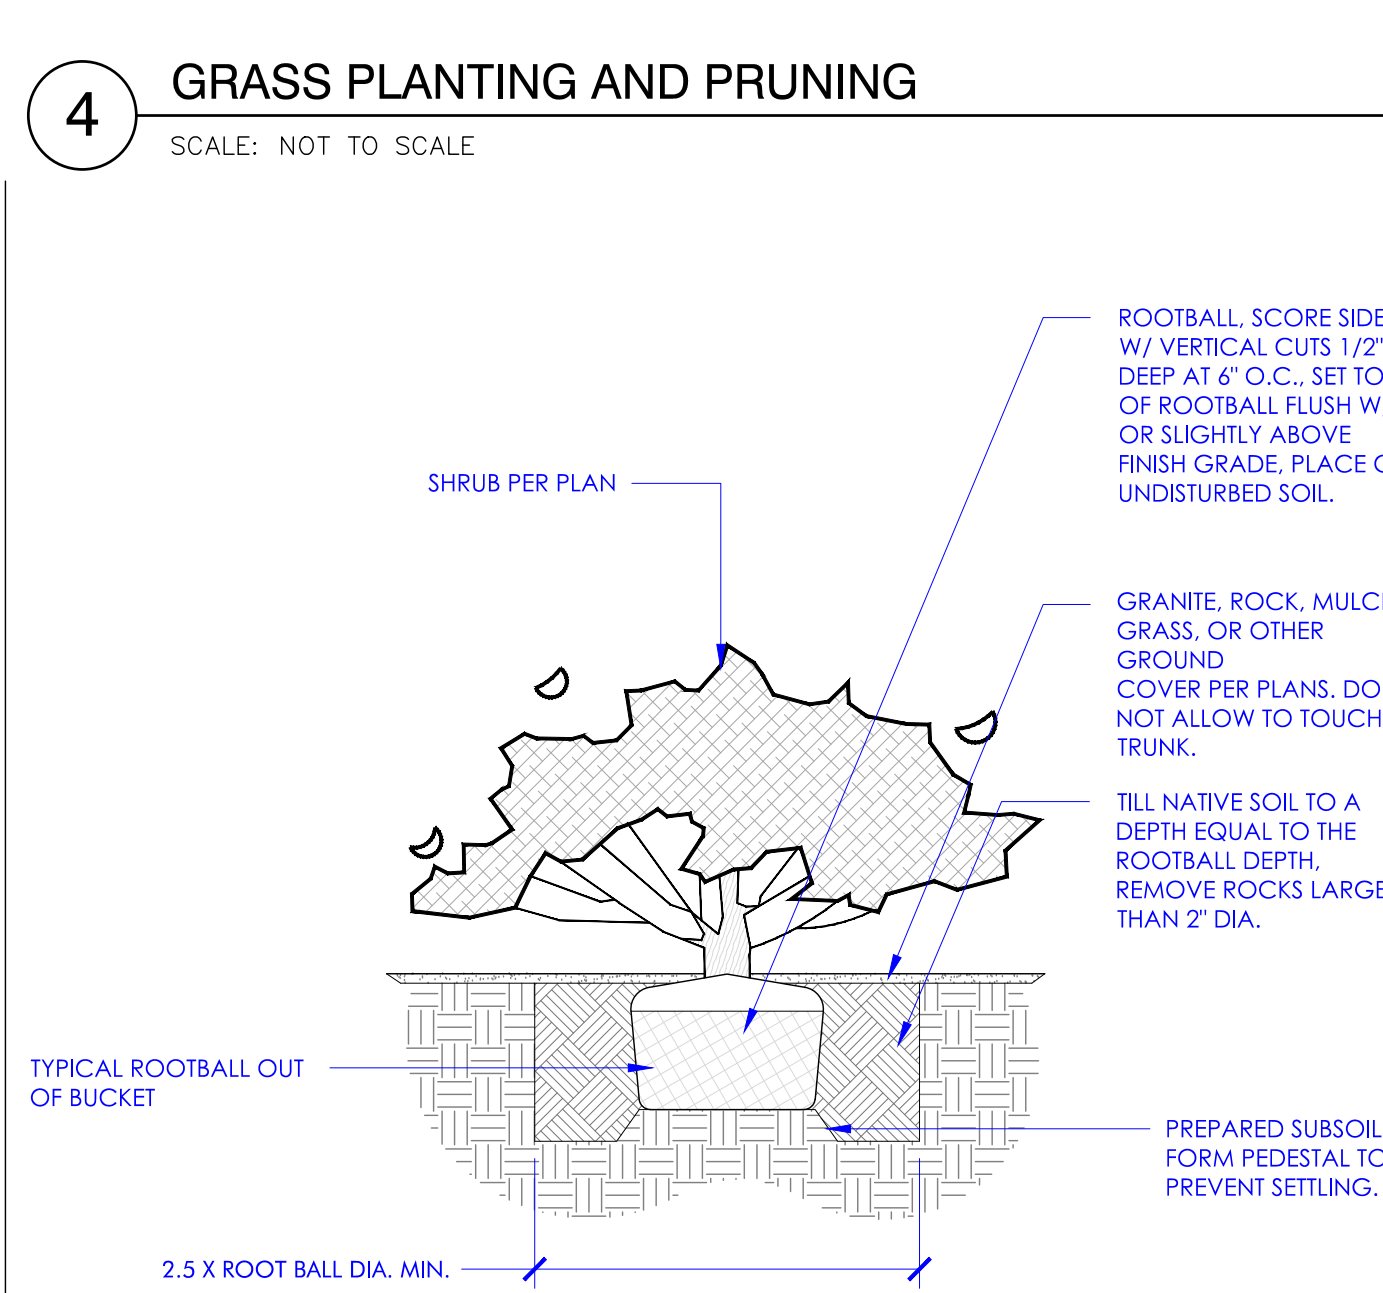 4
GRASS PLANTING AND PRUNING
SCALE: NOT TO SCALE
ROOTBALL, SCORE SIDE
W/ VERTICAL CUTS 1/2"
DEEP AT 6" O.C., SET TO
OF ROOTBALL FLUSH W
OR SLIGHTLY ABOVE
FINISH GRADE, PLACE
UNDISTURBED SOIL.
SHRUB PER PLAN
GRANITE, ROCK, MULC
GRASS, OR OTHER
GROUND
COVER PER PLANS. DO
NOT ALLOW TO TOUCH
TRUNK.
TILL NATIVE SOIL TO A
DEPTH EQUAL TO THE
ROOTBALL DEPTH,
REMOVE ROCKS LARGE
THAN 2" DIA.
TYPICAL ROOTBALL OUT
OF BUCKET
PREPARED SUBSOIL
FORM PEDESTAL TO
PREVENT SETTLING.
2.5 X ROOT BALL DIA. MIN.